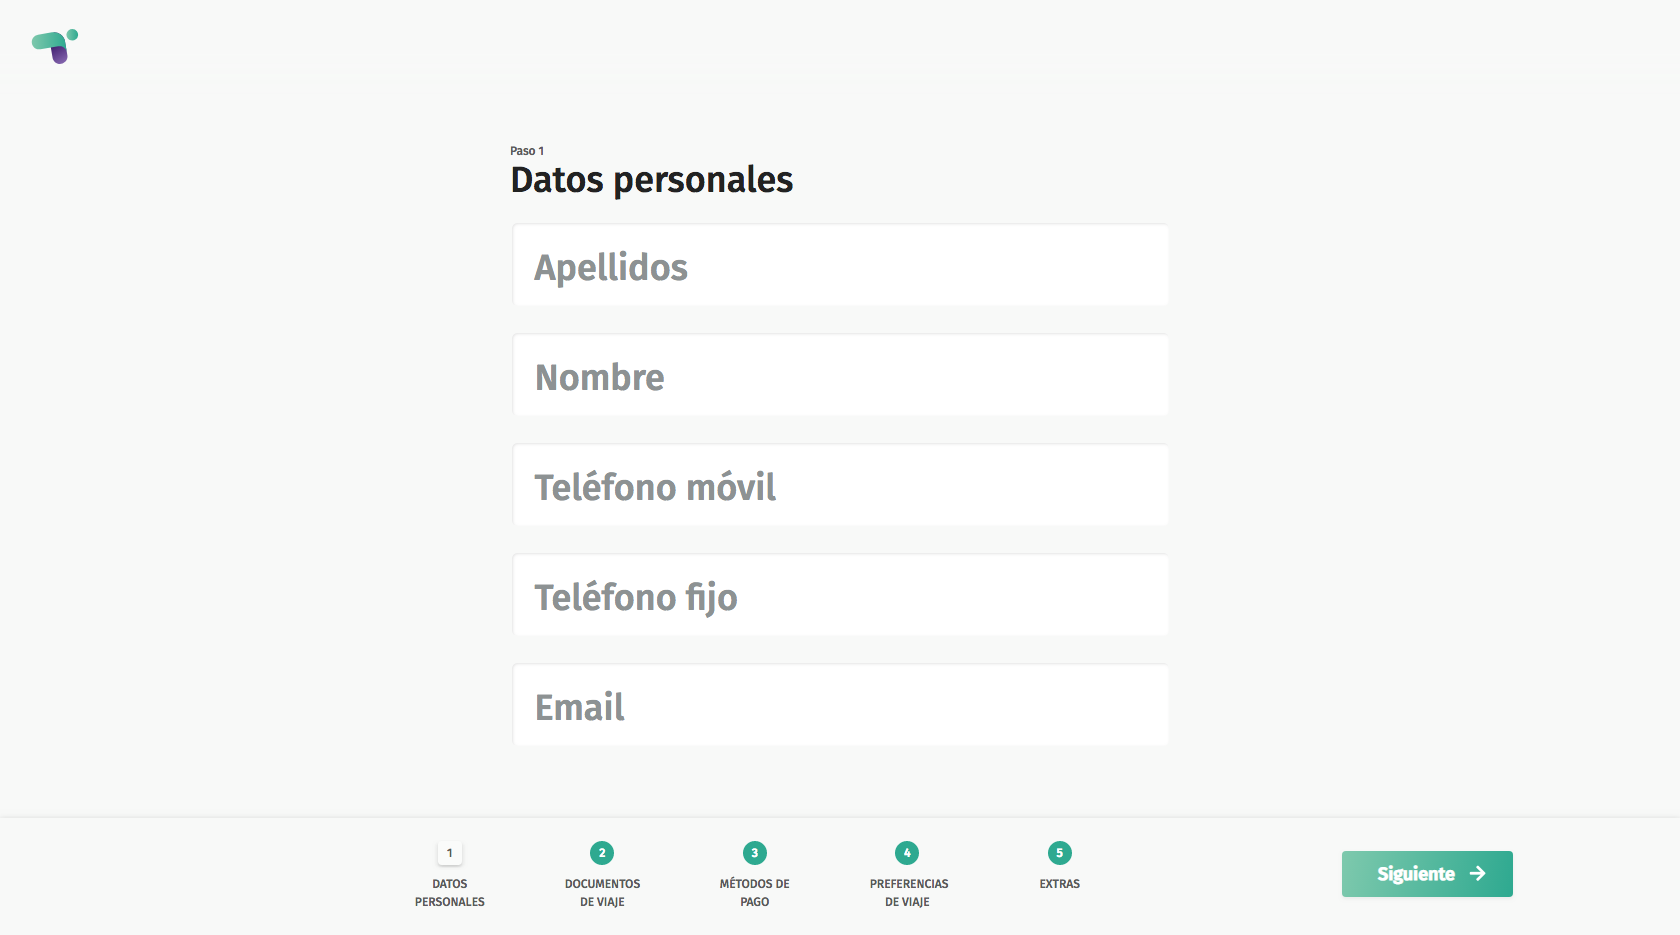 Paso 1
Datos personales
Apellidos
Nombre
Teléfono móvil
Teléfono fijo
Email
1
DATOS
PERSONALES
2
DOCUMENTOS
DE VIAJE
3
MÉTODOS DE
PAGO
4
PREFERENCIAS
DE VIAJE
5
EXTRAS
Siguiente